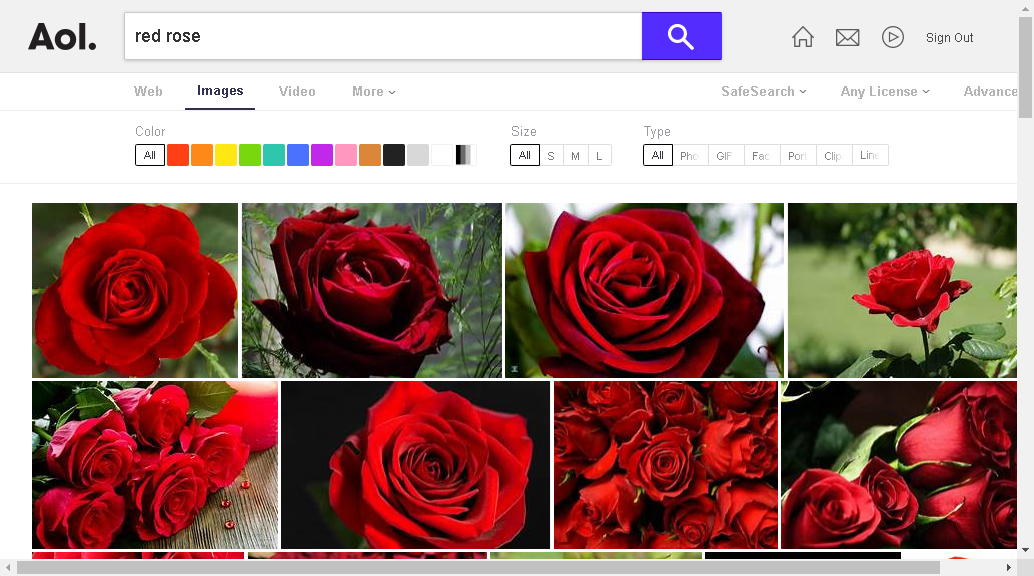 Aol.
red rose
Sign Out
Web
Images
Video
More
SafeSearch
Any License
Advance
Color
Size
Type
All
All
S
M
L
All
Pho
GIF
Fac
Port
Clip
Line